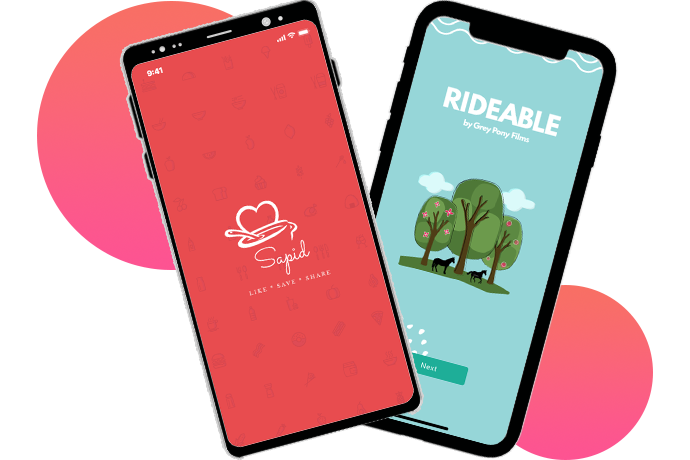 9:41
Sapid
LIKE * SAVE * SHARE
RIDEABLE
by Grey Pony Films
Next